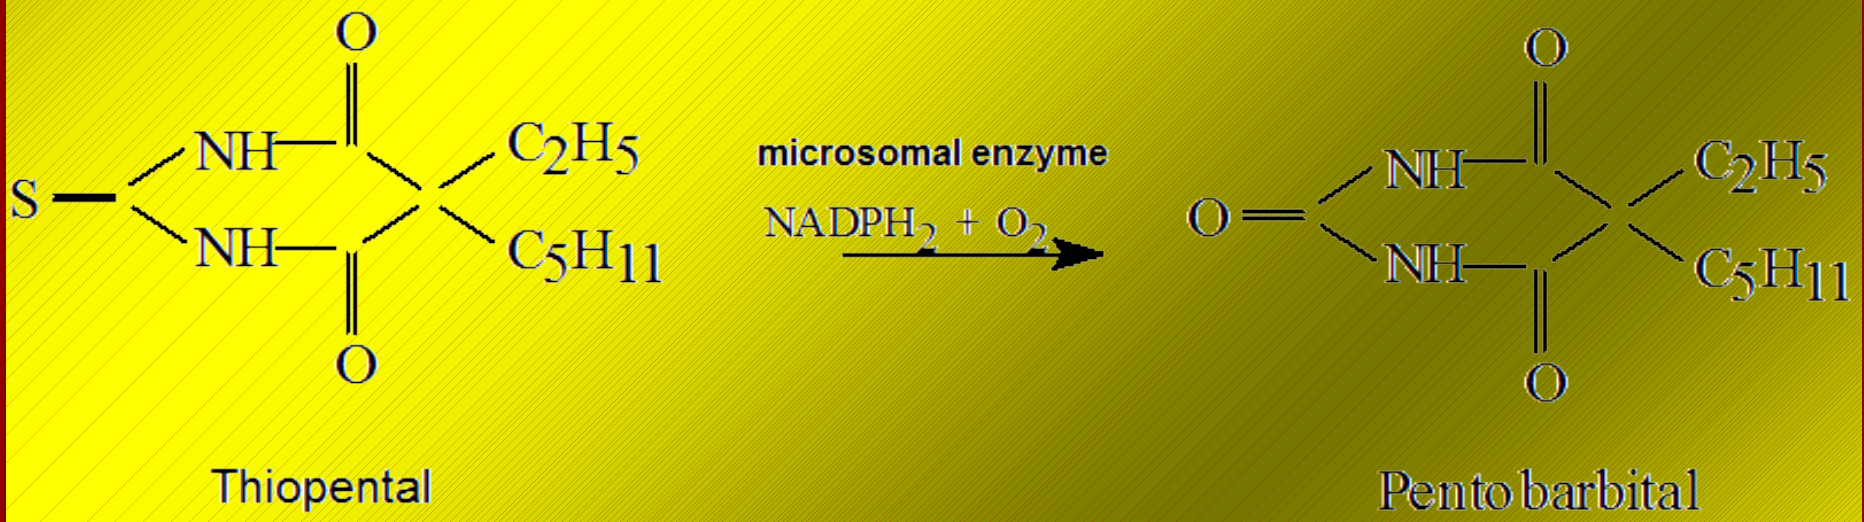 O
NH
C2H5
S
NH
C5H11
O
Thiopental
microsomal enzyme
NADPH2 + O2
O
NH
C2H5
O
NH
C5H11
O
Pento barbital